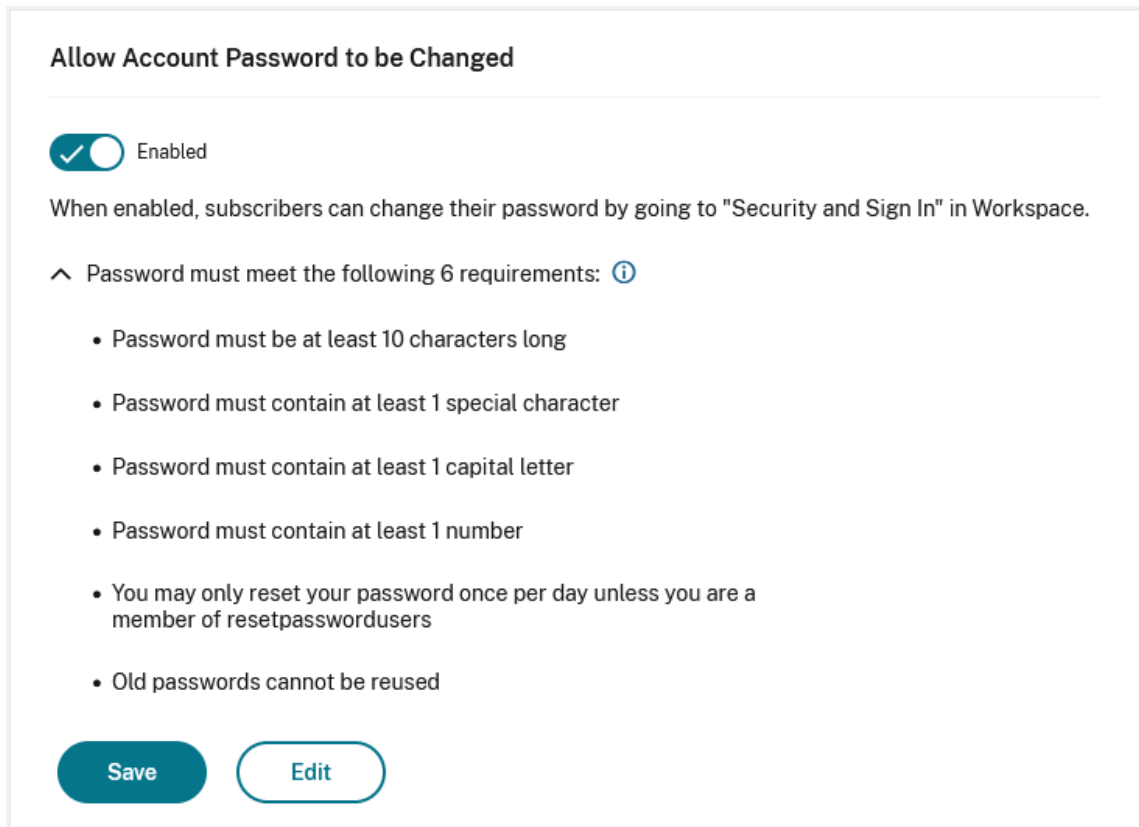 Allow Account Password to be Changed
Enabled
When enabled, subscribers can change their password by going to "Security and Sign In" in Workspace.
Password must meet the following 6 requirements:
• Password must be at least 10 characters long
• Password must contain at least 1 special character
• Password must contain at least 1 capital letter
• Password must contain at least 1 number
• You may only reset your password once per day unless you are a
member of resetpasswordusers
• Old passwords cannot be reused
Save Edit